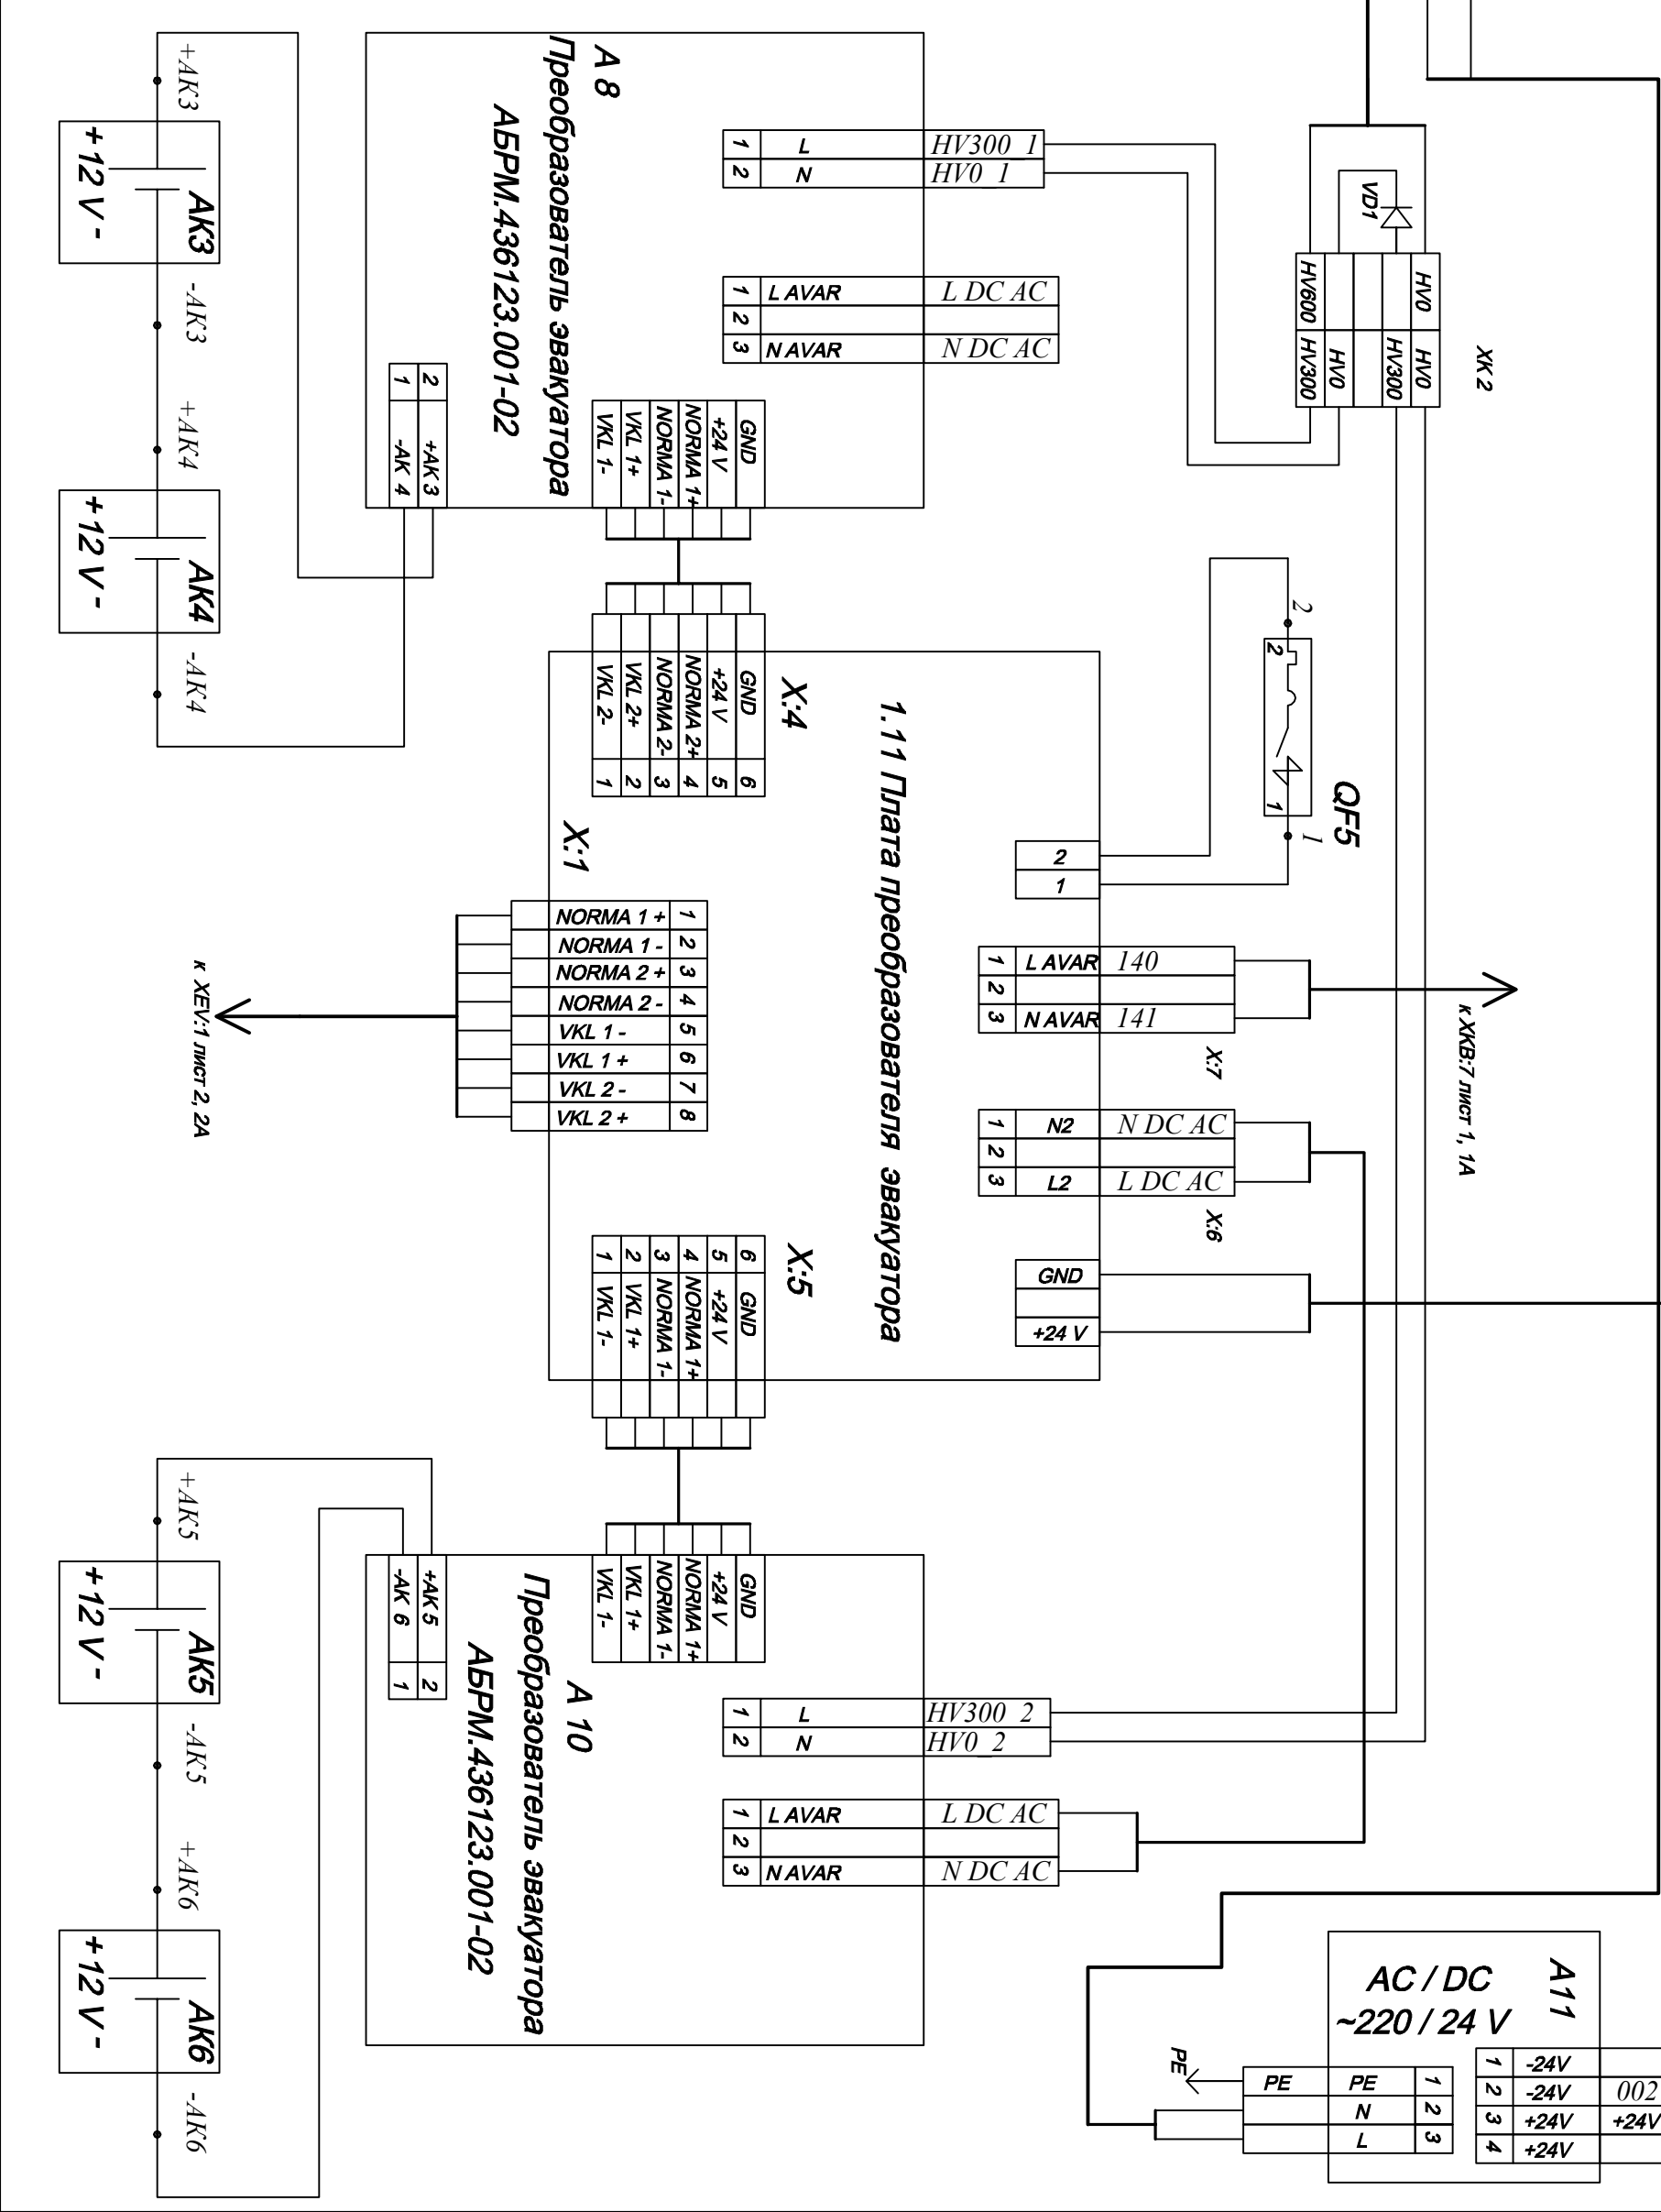 A 8
Преобразователь эвакуатора
АБРМ.436123.001-02
1 L HV300_1
2 N HV0_1
1 L AVAR L DC AC
2
3 N AVAR N DC AC
2 +AK 3
1 -AK 4
GND
+24 V
NORMA 1+
NORMA 1-
VKL 1+
VKL 1-
+AK3
AK3
+12 V -
-AK3
+AK4
AK4
+12 V -
-AK4
VD1
HV0 HV0
HV300
HV0
HV600 HV300
XK 2
2
2
1
1
QF5
X:4
GND 6
+24 V 5
NORMA 2+ 4
NORMA 2- 3
VKL 2+ 2
VKL 2- 1
1.11 Плата преобразователя эвакуатора
2
1
1 L AVAR 140
2
3 N AVAR 141
X:7
к ХКВ:7 лист 1, 1А
1 N2 N DC AC
2
3 L2 L DC AC
X:6
GND
+24 V
X:1
NORMA 1 + 1
NORMA 1 - 2
NORMA 2 + 3
NORMA 2 - 4
VKL 1 - 5
VKL 1 + 6
VKL 2 - 7
VKL 2 + 8
к XEV:1 лист 2, 2А
X:5
6 GND
5 +24 V
4 NORMA 1+
3 NORMA 1-
2 VKL 1+
1 VKL 1-
GND
+24 V
NORMA 1+
NORMA 1-
VKL 1+
VKL 1-
A 10
Преобразователь эвакуатора
АБРМ.436123.001-02
+AK 5 2
-AK 6 1
1 L HV300_2
2 N HV0_2
1 L AVAR L DC AC
2
3 N AVAR N DC AC
+AK5
AK5
+12 V -
-AK5
+AK6
AK6
+12 V -
-AK6
A11
AC / DC
~220 / 24 V
PE
PE PE 1
N 2
L 3
1 -24V
2 -24V 002
3 +24V +24V
4 +24V